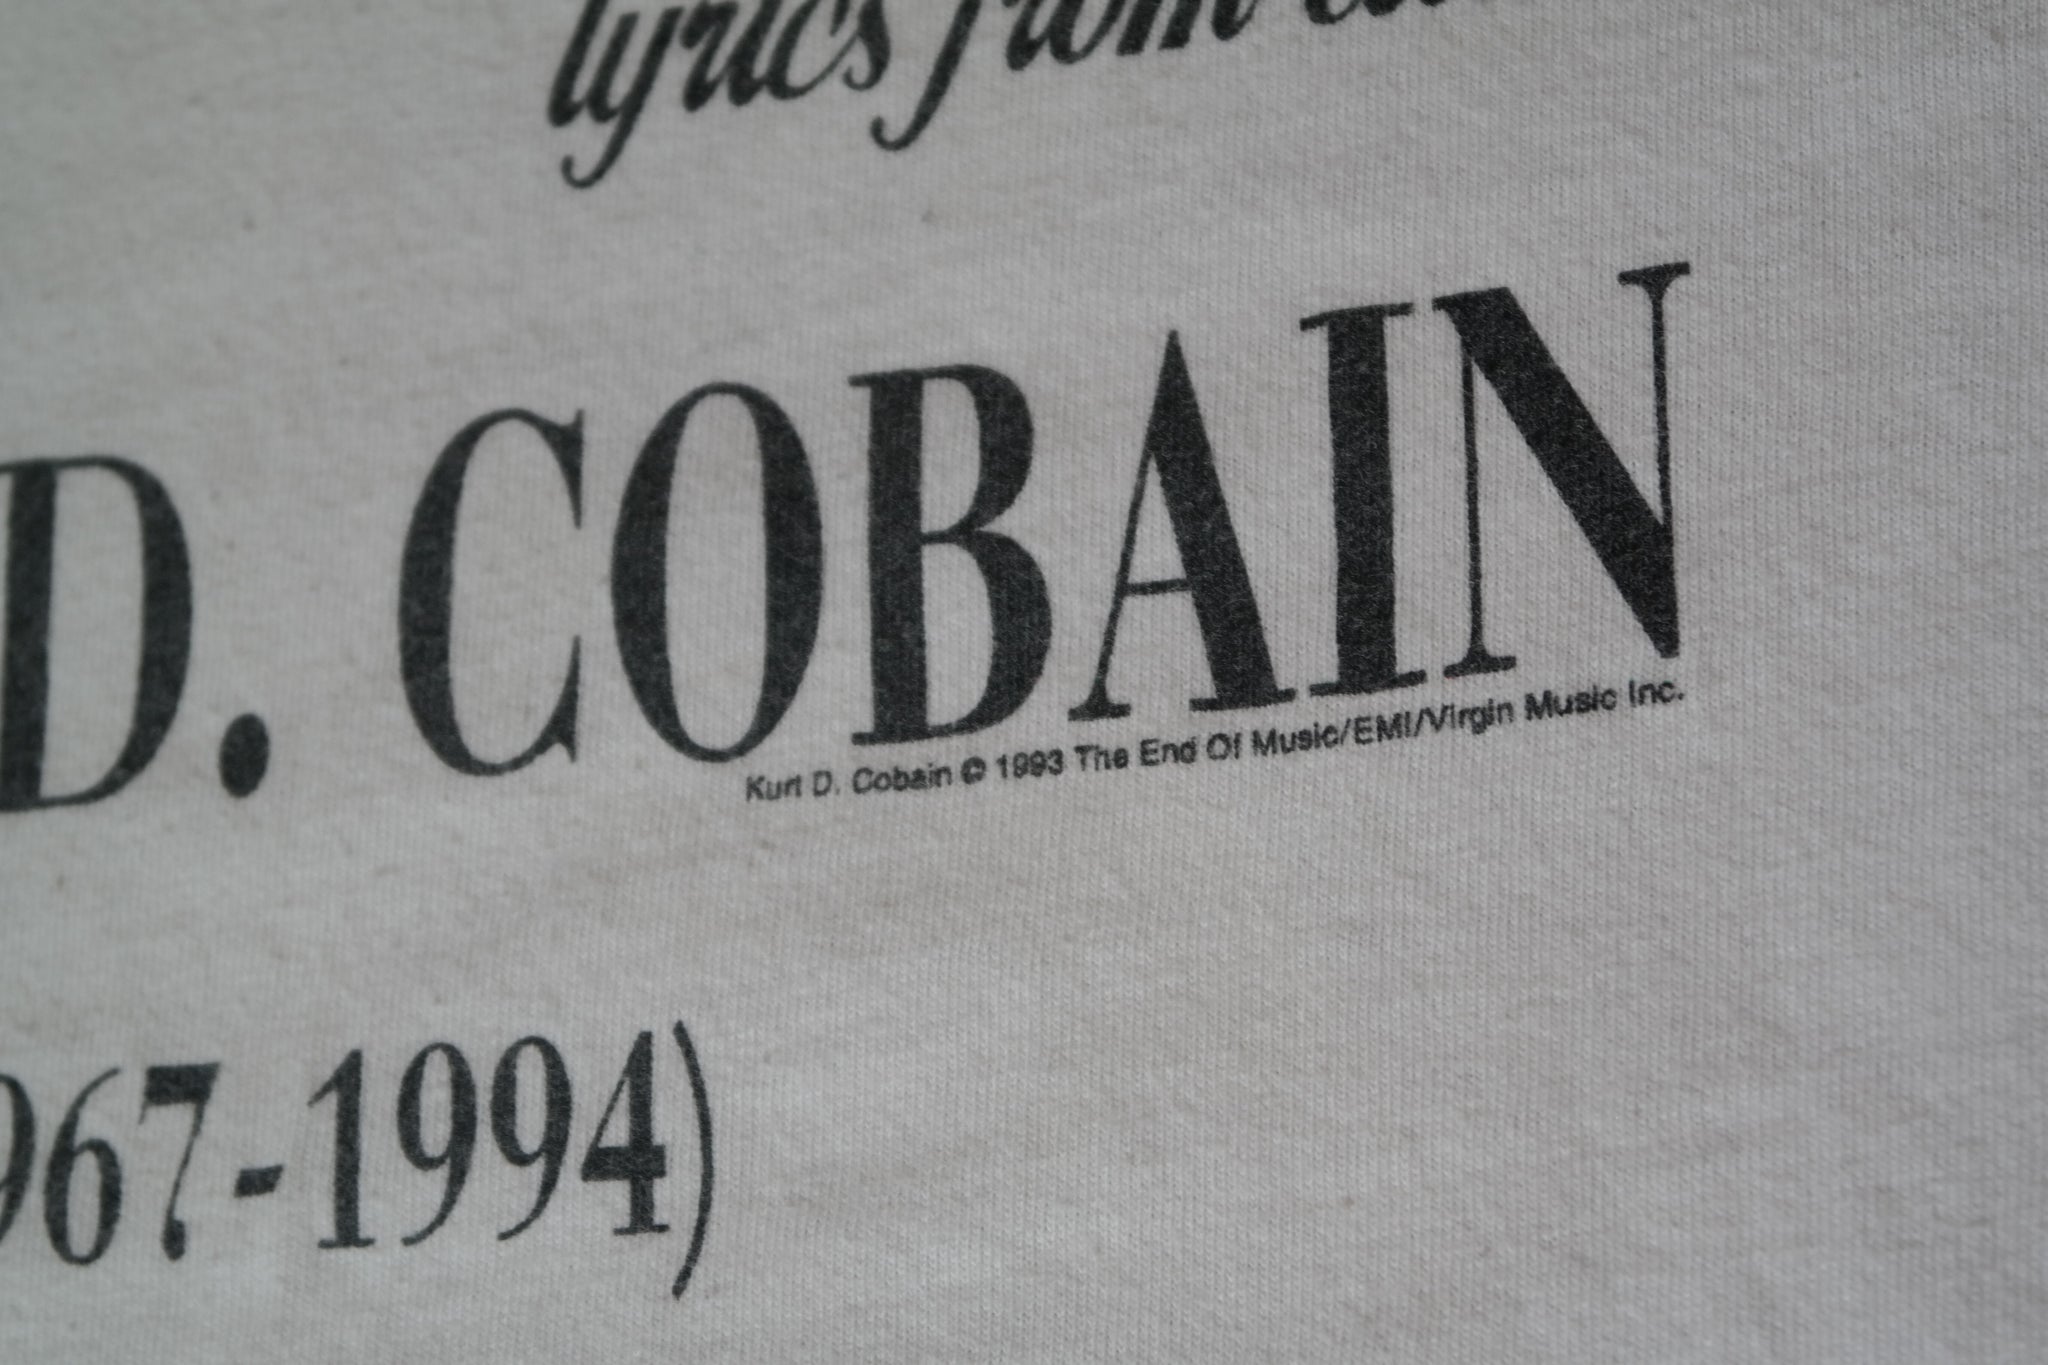 lyrics from
D. COBAIN
Kurt D. Cobain © 1993 The End Of Music/EMI/Virgin Music Inc.
967-1994)